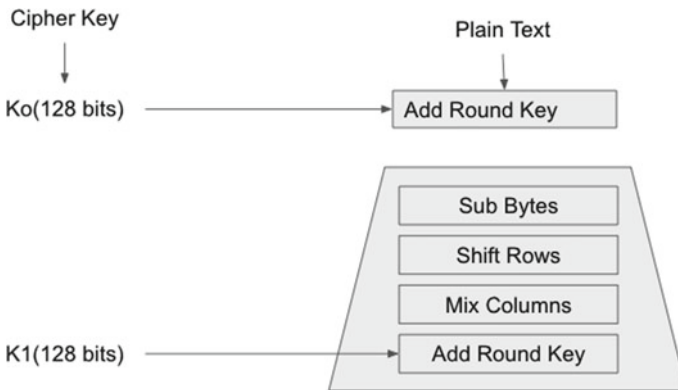 Cipher Key
Plain Text
Ko(128 bits)
Add Round Key
Sub Bytes
Shift Rows
Mix Columns
K1(128 bits)
Add Round Key